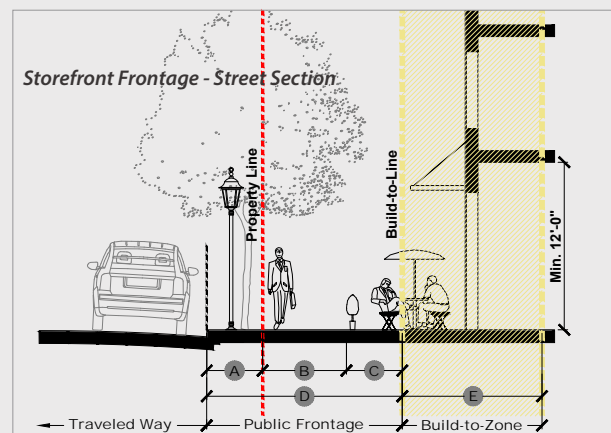 Storefront Frontage - Street Section
Property Line
Build-to-Line
Min. 12'-0"
A
B
C
D
E
Traveled Way
Public Frontage
Build-to-Zone